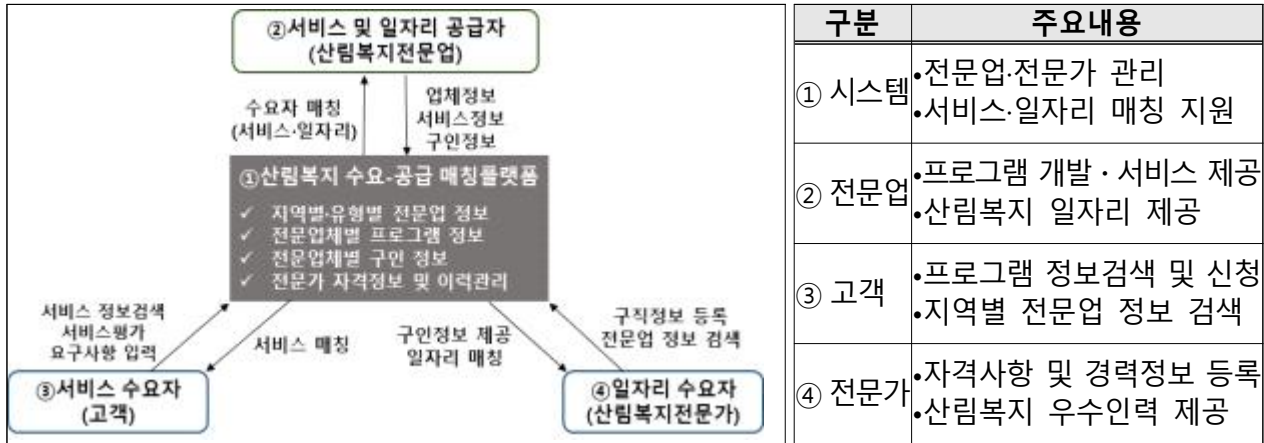 ②서비스 및 일자리 공급자
(산림복지전문업)
수요자 매칭
(서비스·일자리)
업체정보
서비스정보
구인정보
①산림복지 수요-공급 매칭플랫폼
✓ 지역별·유형별 전문업 정보
✓ 전문업체별 프로그램 정보
✓ 전문업체별 구인 정보
✓ 전문가 자격정보 및 이력관리
서비스 정보검색
서비스평가
요구사항 입력
서비스 매칭
구인정보 제공
일자리 매칭
구직정보 등록
전문업 정보 검색
③서비스 수요자
(고객)
④일자리 수요자
(산림복지전문가)
구분 주요내용
① 시스템
•전문업·전문가 관리
•서비스·일자리 매칭 지원
② 전문업
•프로그램 개발·서비스 제공
•산림복지 일자리 제공
③ 고객
•프로그램 정보검색 및 신청
•지역별 전문업 정보 검색
④ 전문가
•자격사항 및 경력정보 등록
•산림복지 우수인력 제공